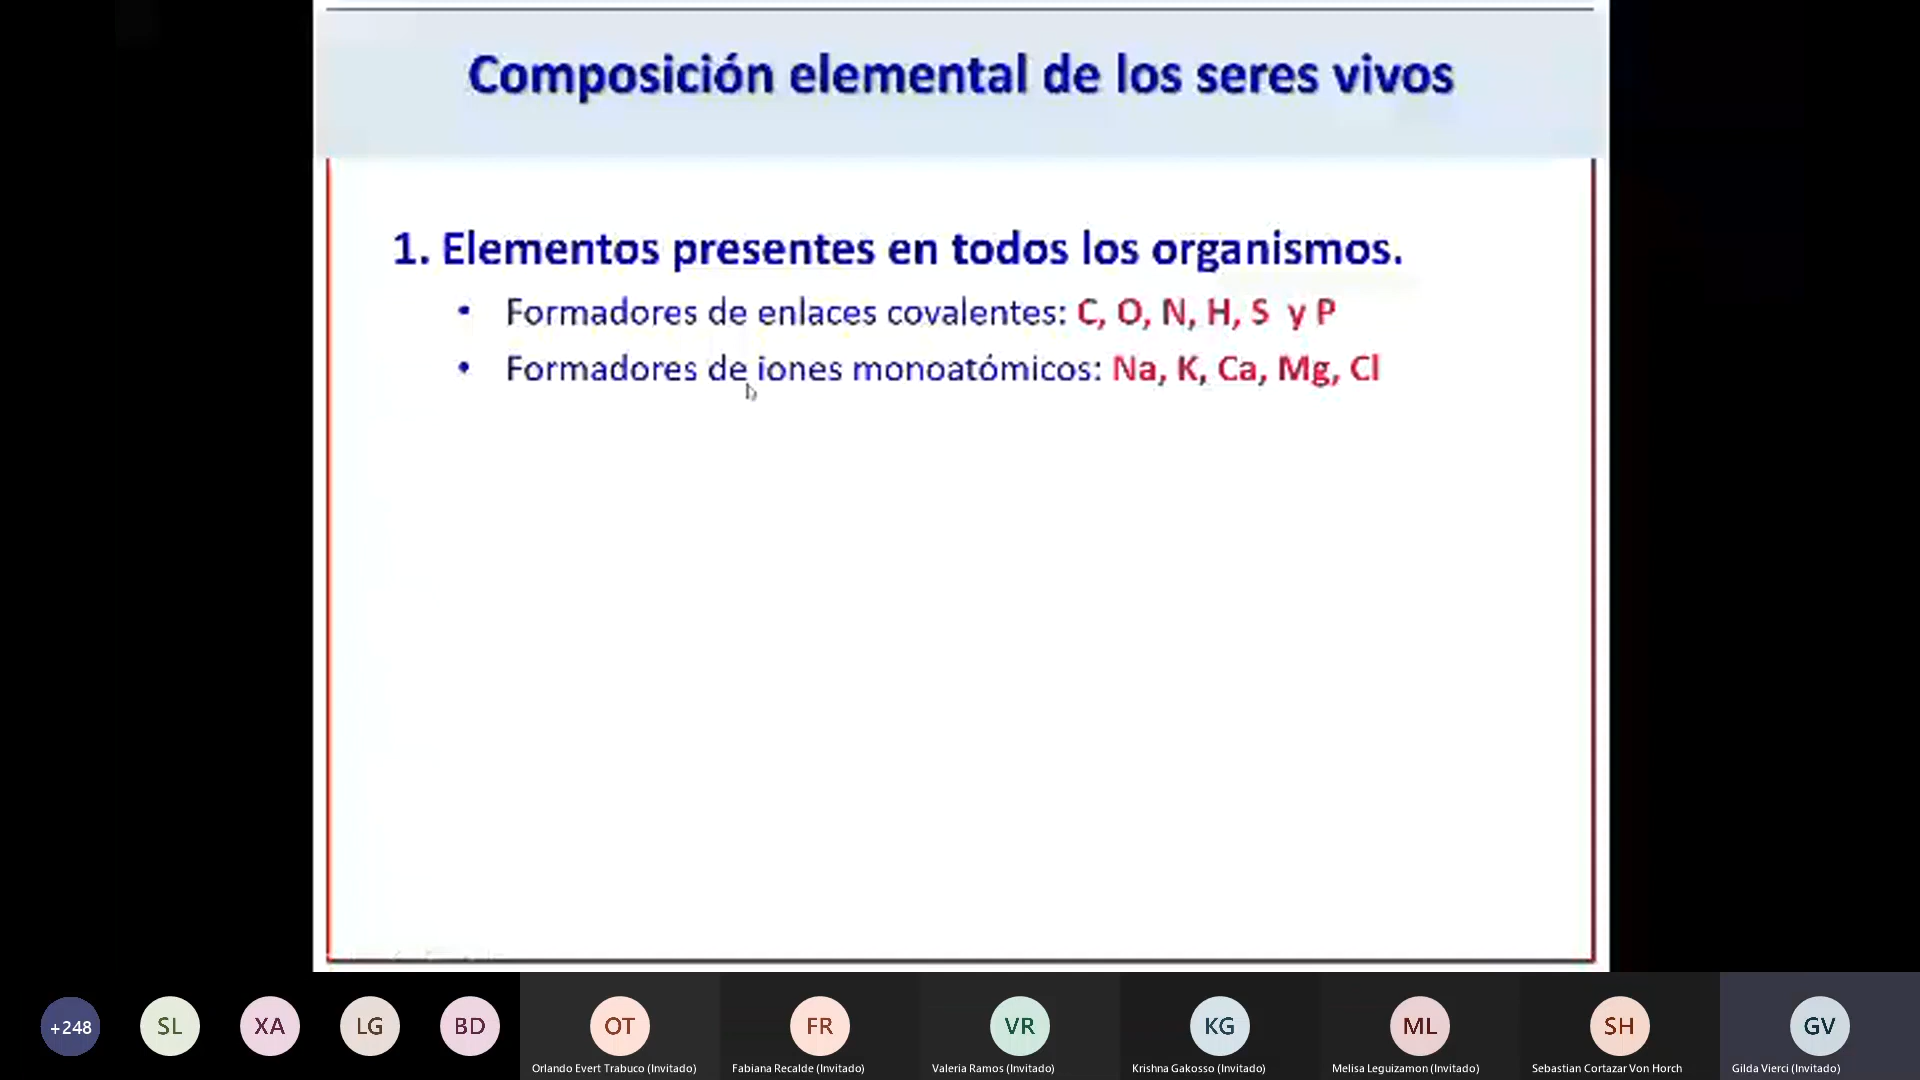 Composición elemental de los seres vivos
1. Elementos presentes en todos los organismos.
• Formadores de enlaces covalentes: C, O, N, H, S y P
• Formadores de iones monoatómicos: Na, K, Ca, Mg, Cl
+248
SL
XA
LG
BD
OT
FR
VR
KG
ML
SH
GV
Orlando Evert Trabuco (Invitado)
Fabiana Recalde (Invitado)
Valeria Ramos (Invitado)
Krishna Gakosso (Invitado)
Melisa Leguizamon (Invitado)
Sebastian Cortazar Von Horch
Gilda Vierci (Invitado)